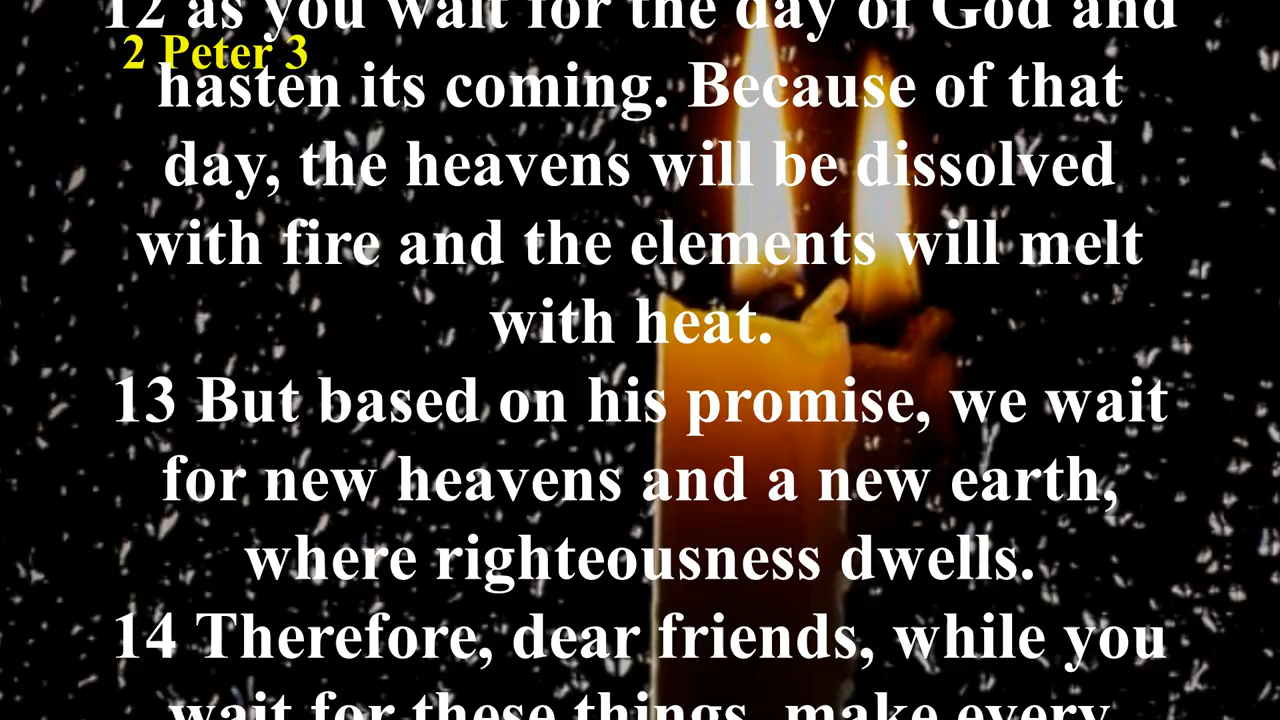 12 as you wait for the day of God and
2 Peter 3
hasten its coming. Because of that
day, the heavens will be dissolved
with fire and the elements will melt
with heat.
13 But based on his promise, we wait
for new heavens and a new earth,
where righteousness dwells.
14 Therefore, dear friends, while you
wait for these things, make every